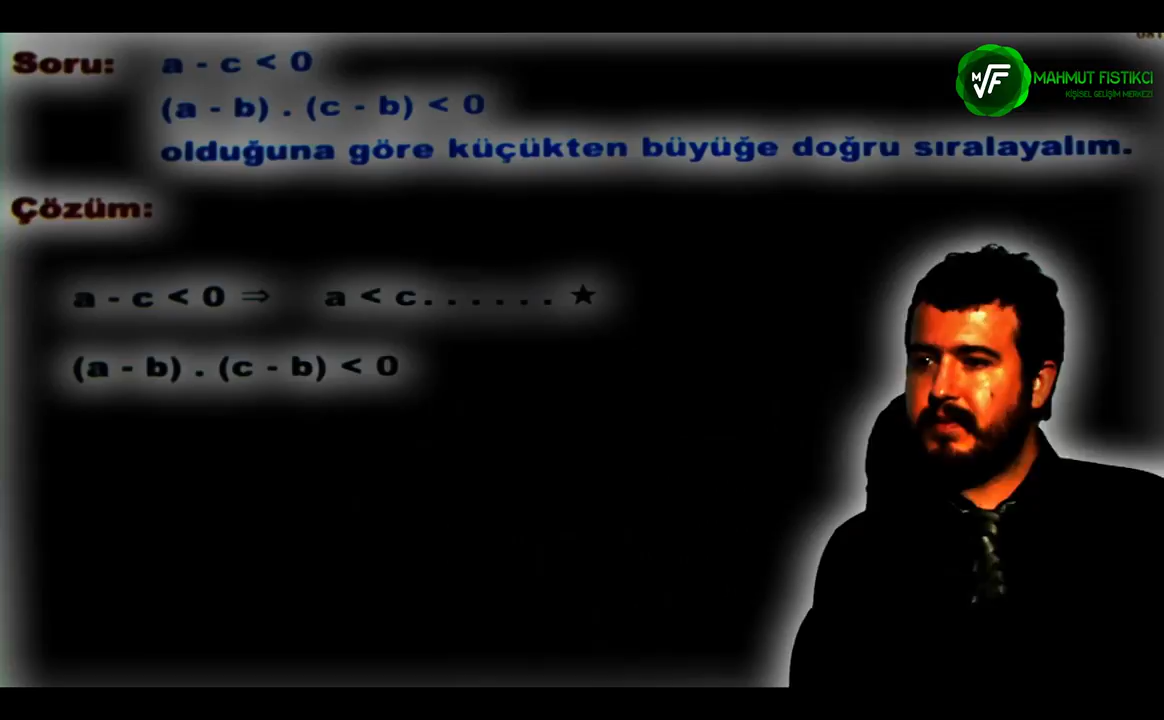 Soru: a - c < 0
(a - b) . (c - b) < 0
olduğuna göre küçükten büyüğe doğru sıralayalım.
MVF
MAHMUT FISTIKCI
KİŞİSEL GELİŞİM MERKEZİ
Çözüm:
a - c < 0 ⇒ a < c. . . . . . ★
(a - b) . (c - b) < 0